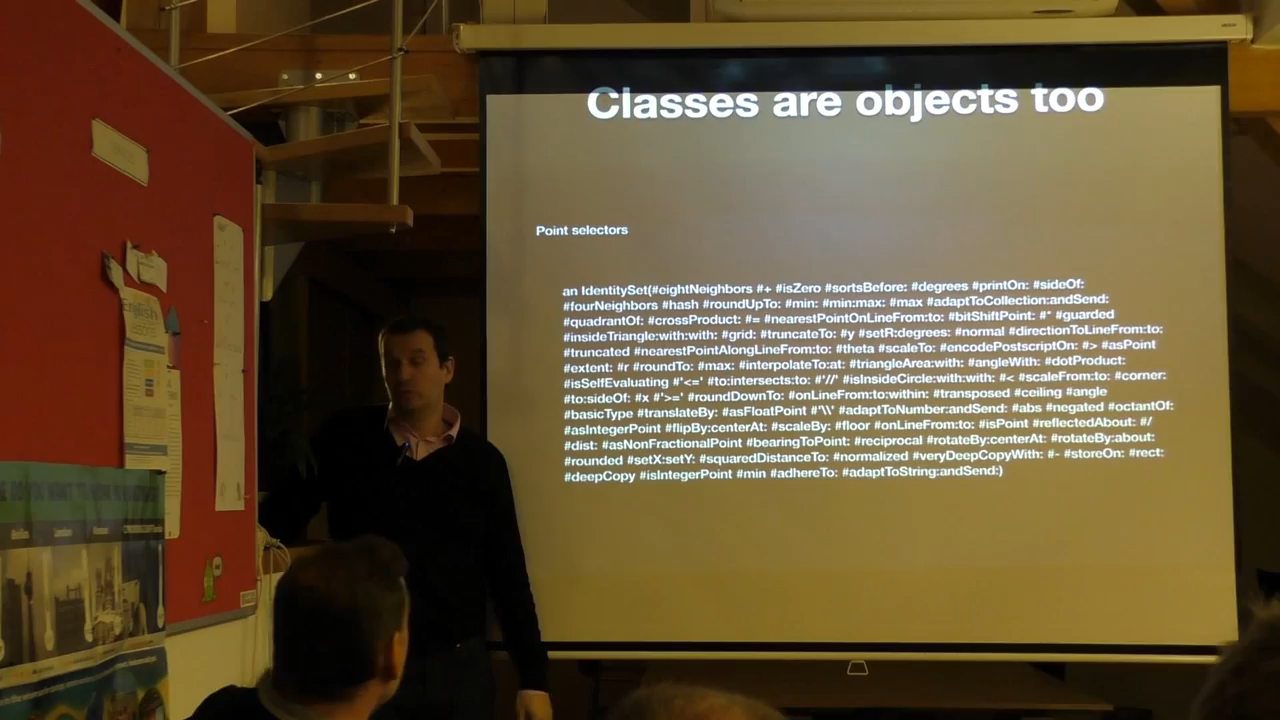 Classes are objects too
Point selectors
an IdentitySet(#eightNeighbors #+ #isZero #sortsBefore: #degrees #printOn: #sideOf:
#fourNeighbors #hash #roundUpTo: #min: #min:max: #max #adaptToCollection:andSend:
#quadrantOf: #crossProduct: #= #nearestPointOnLineFrom:to: #bitShiftPoint: #* #guarded
#insideTriangle:with:with: #grid: #truncateTo: #y #setR:degrees: #normal #directionToLineFrom:to:
#truncated #nearestPointAlongLineFrom:to: #theta #scaleTo: #encodePostscriptOn: #> #asPoint
#extent: #r #roundTo: #max: #interpolateTo:at: #triangleArea:with: #angleWith: #dotProduct:
#isSelfEvaluating #'<=' #to:intersects:to: #'//' #isInsideCircle:with:with: #< #scaleFrom:to: #corner:
#to:sideOf: #x #'>=' #roundDownTo: #onLineFrom:to:within: #transposed #ceiling #angle
#basicType #translateBy: #asFloatPoint #'\\' #adaptToNumber:andSend: #abs #negated #octantOf:
#asIntegerPoint #flipBy:centerAt: #scaleBy: #floor #onLineFrom:to: #isPoint #reflectedAbout: #/
#dist: #asNonFractionalPoint #bearingToPoint: #reciprocal #rotateBy:centerAt: #rotateBy:about:
#rounded #setX:setY: #squaredDistanceTo: #normalized #veryDeepCopyWith: #- #storeOn: #rect:
#deepCopy #isIntegerPoint #min #adhereTo: #adaptToString:andSend:)
English